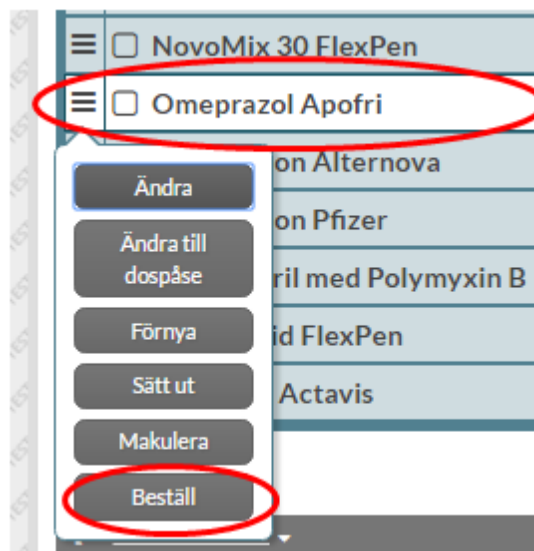 NovoMix 30 FlexPen
Omeprazol Apofri
on Alternova
Ändra
on Pfizer
Ändra till
dospåse
ril med Polymyxin B
Förnya
id FlexPen
Sätt ut
Actavis
Makulera
Beställ